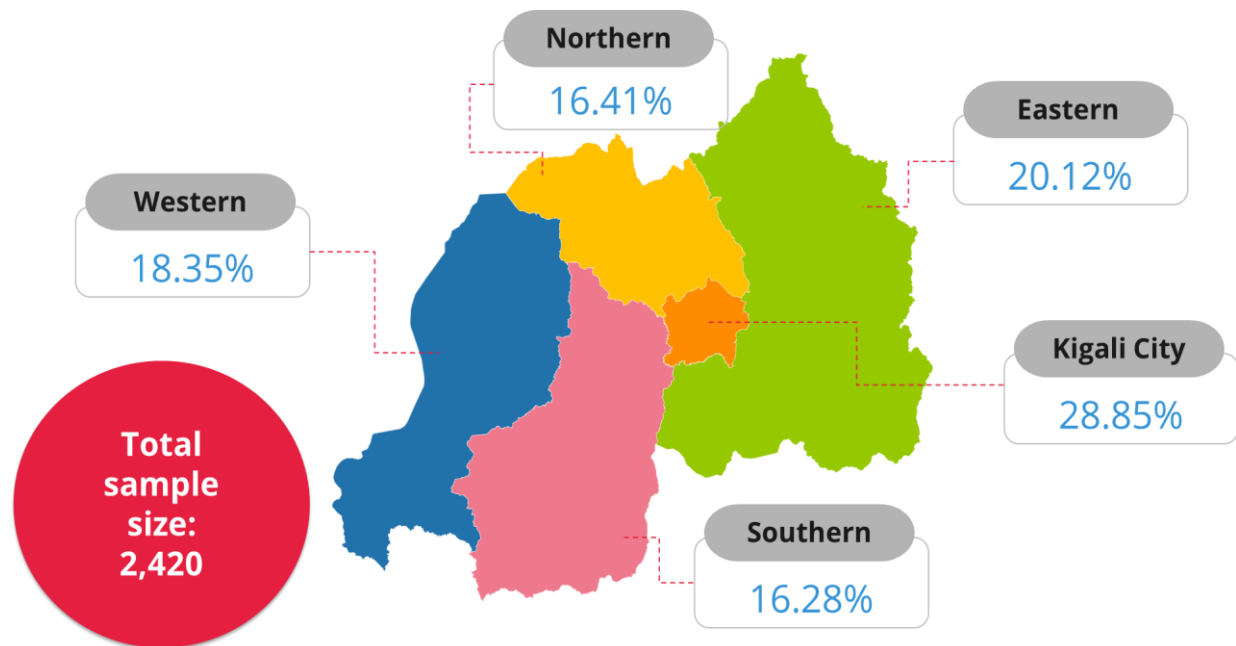 Northern
16.41%
Eastern
20.12%
Western
18.35%
Kigali City
28.85%
Total
sample
size:
2,420
Southern
16.28%